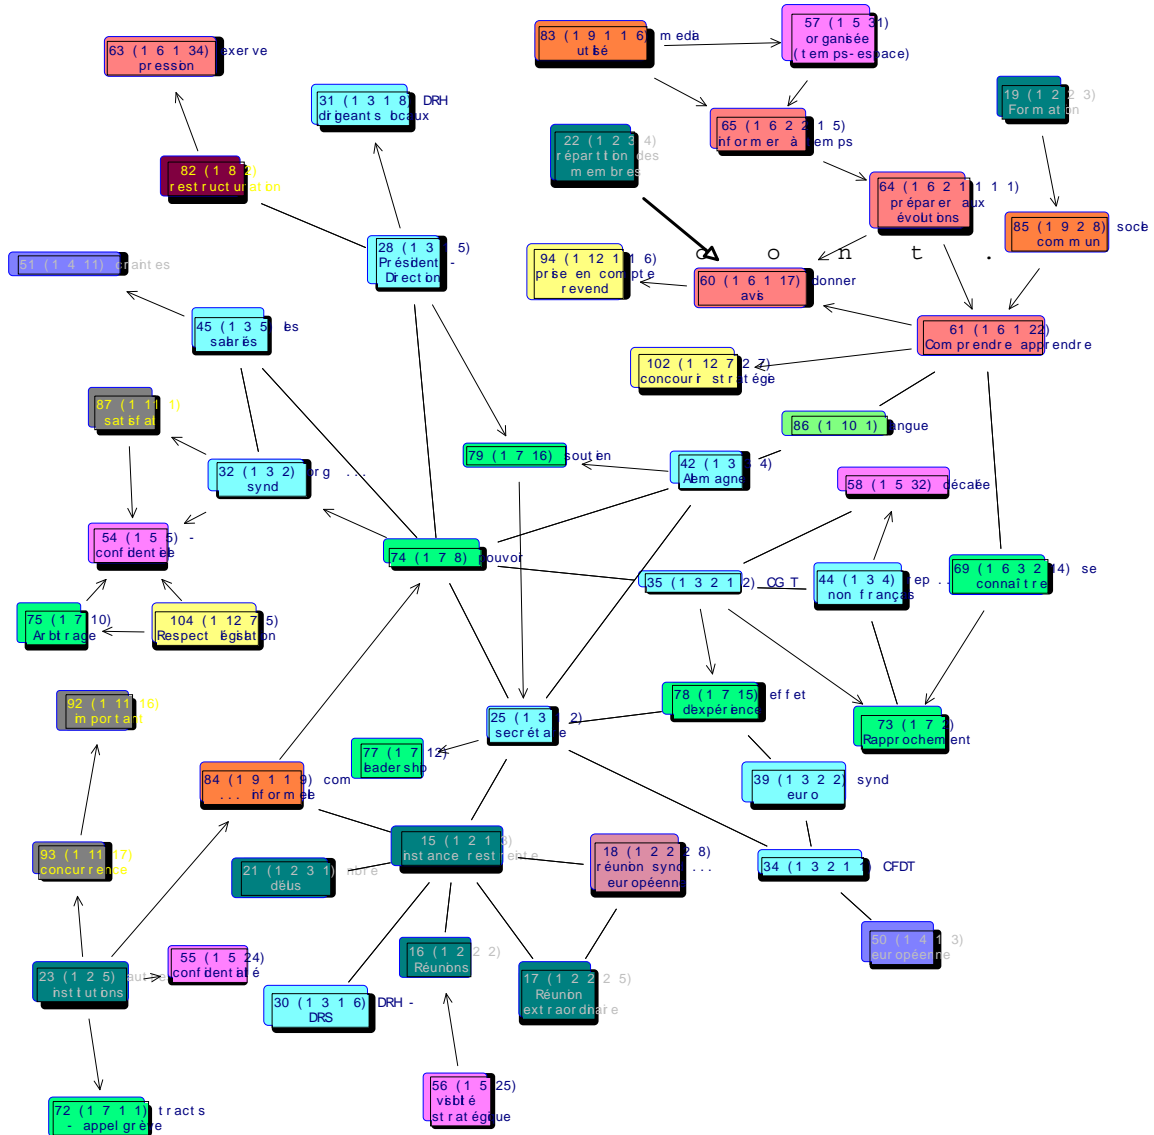 63 (1 6 1 34) exerve
pression
83 (1 9 1 1 6) media
utilisé
57 (1 5 31)
organisée
(temps-espace)
31 (1 3 1 8) DRH
dirigeants locaux
19 (1 2 2 3)
Formation
65 (1 6 2 2 1 5)
informer à temps
22 (1 2 3 4)
répartition des
membres
82 (1 8 2)
restructuration
64 (1 6 2 1 1 1 1)
préparer aux
évolutions
85 (1 9 2 8) socle
commun
28 (1 3 1 5)
Président -
Direction
o o n t .
51 (1 4 11) craintes
94 (1 12 1 1 6)
prise en compte
revend
60 (1 6 1 17) donner
avis
45 (1 3 5) les
salariés
61 (1 6 1 22)
Comprendre apprendre
102 (1 12 7 2 7)
concourir stratégie
87 (1 11 1)
satisfait
86 (1 10 1) langue
79 (1 7 16) soutien
42 (1 3 3 4)
Allemagne
32 (1 3 2) org ...
synd
58 (1 5 32) décalée
54 (1 5 5) -
confidentielle
74 (1 7 8) pouvoir
35 (1 3 2 1 2) CGT
44 (1 3 4) rep ...
non français
69 (1 6 3 2 14) se
connaître
75 (1 7 10)
Arbitrage
104 (1 12 7 5)
Respect législation
92 (1 11 16)
important
78 (1 7 15) effet
d'expérience
25 (1 3 1 2)
secrétaire
73 (1 7 2)
Rapprochement
77 (1 7 12)
leadership
84 (1 9 1 1 9) com
... informelle
39 (1 3 2 2) synd
euro
15 (1 2 1 3)
instance restreinte
93 (1 11 17)
concurrence
18 (1 2 2 2 8)
réunion synd ...
européenne
34 (1 3 2 1 1) CFDT
21 (1 2 3 1) nbre
d'élus
50 (1 4 1 3)
européenne
16 (1 2 2 2)
Réunions
55 (1 5 24)
confidentialité
23 (1 2 5) autres
institutions
17 (1 2 2 2 5)
Réunion
extraordinaire
30 (1 3 1 6) DRH -
DRS
56 (1 5 25)
visibilité
stratégique
72 (1 7 1 1) tracts
- appel grève